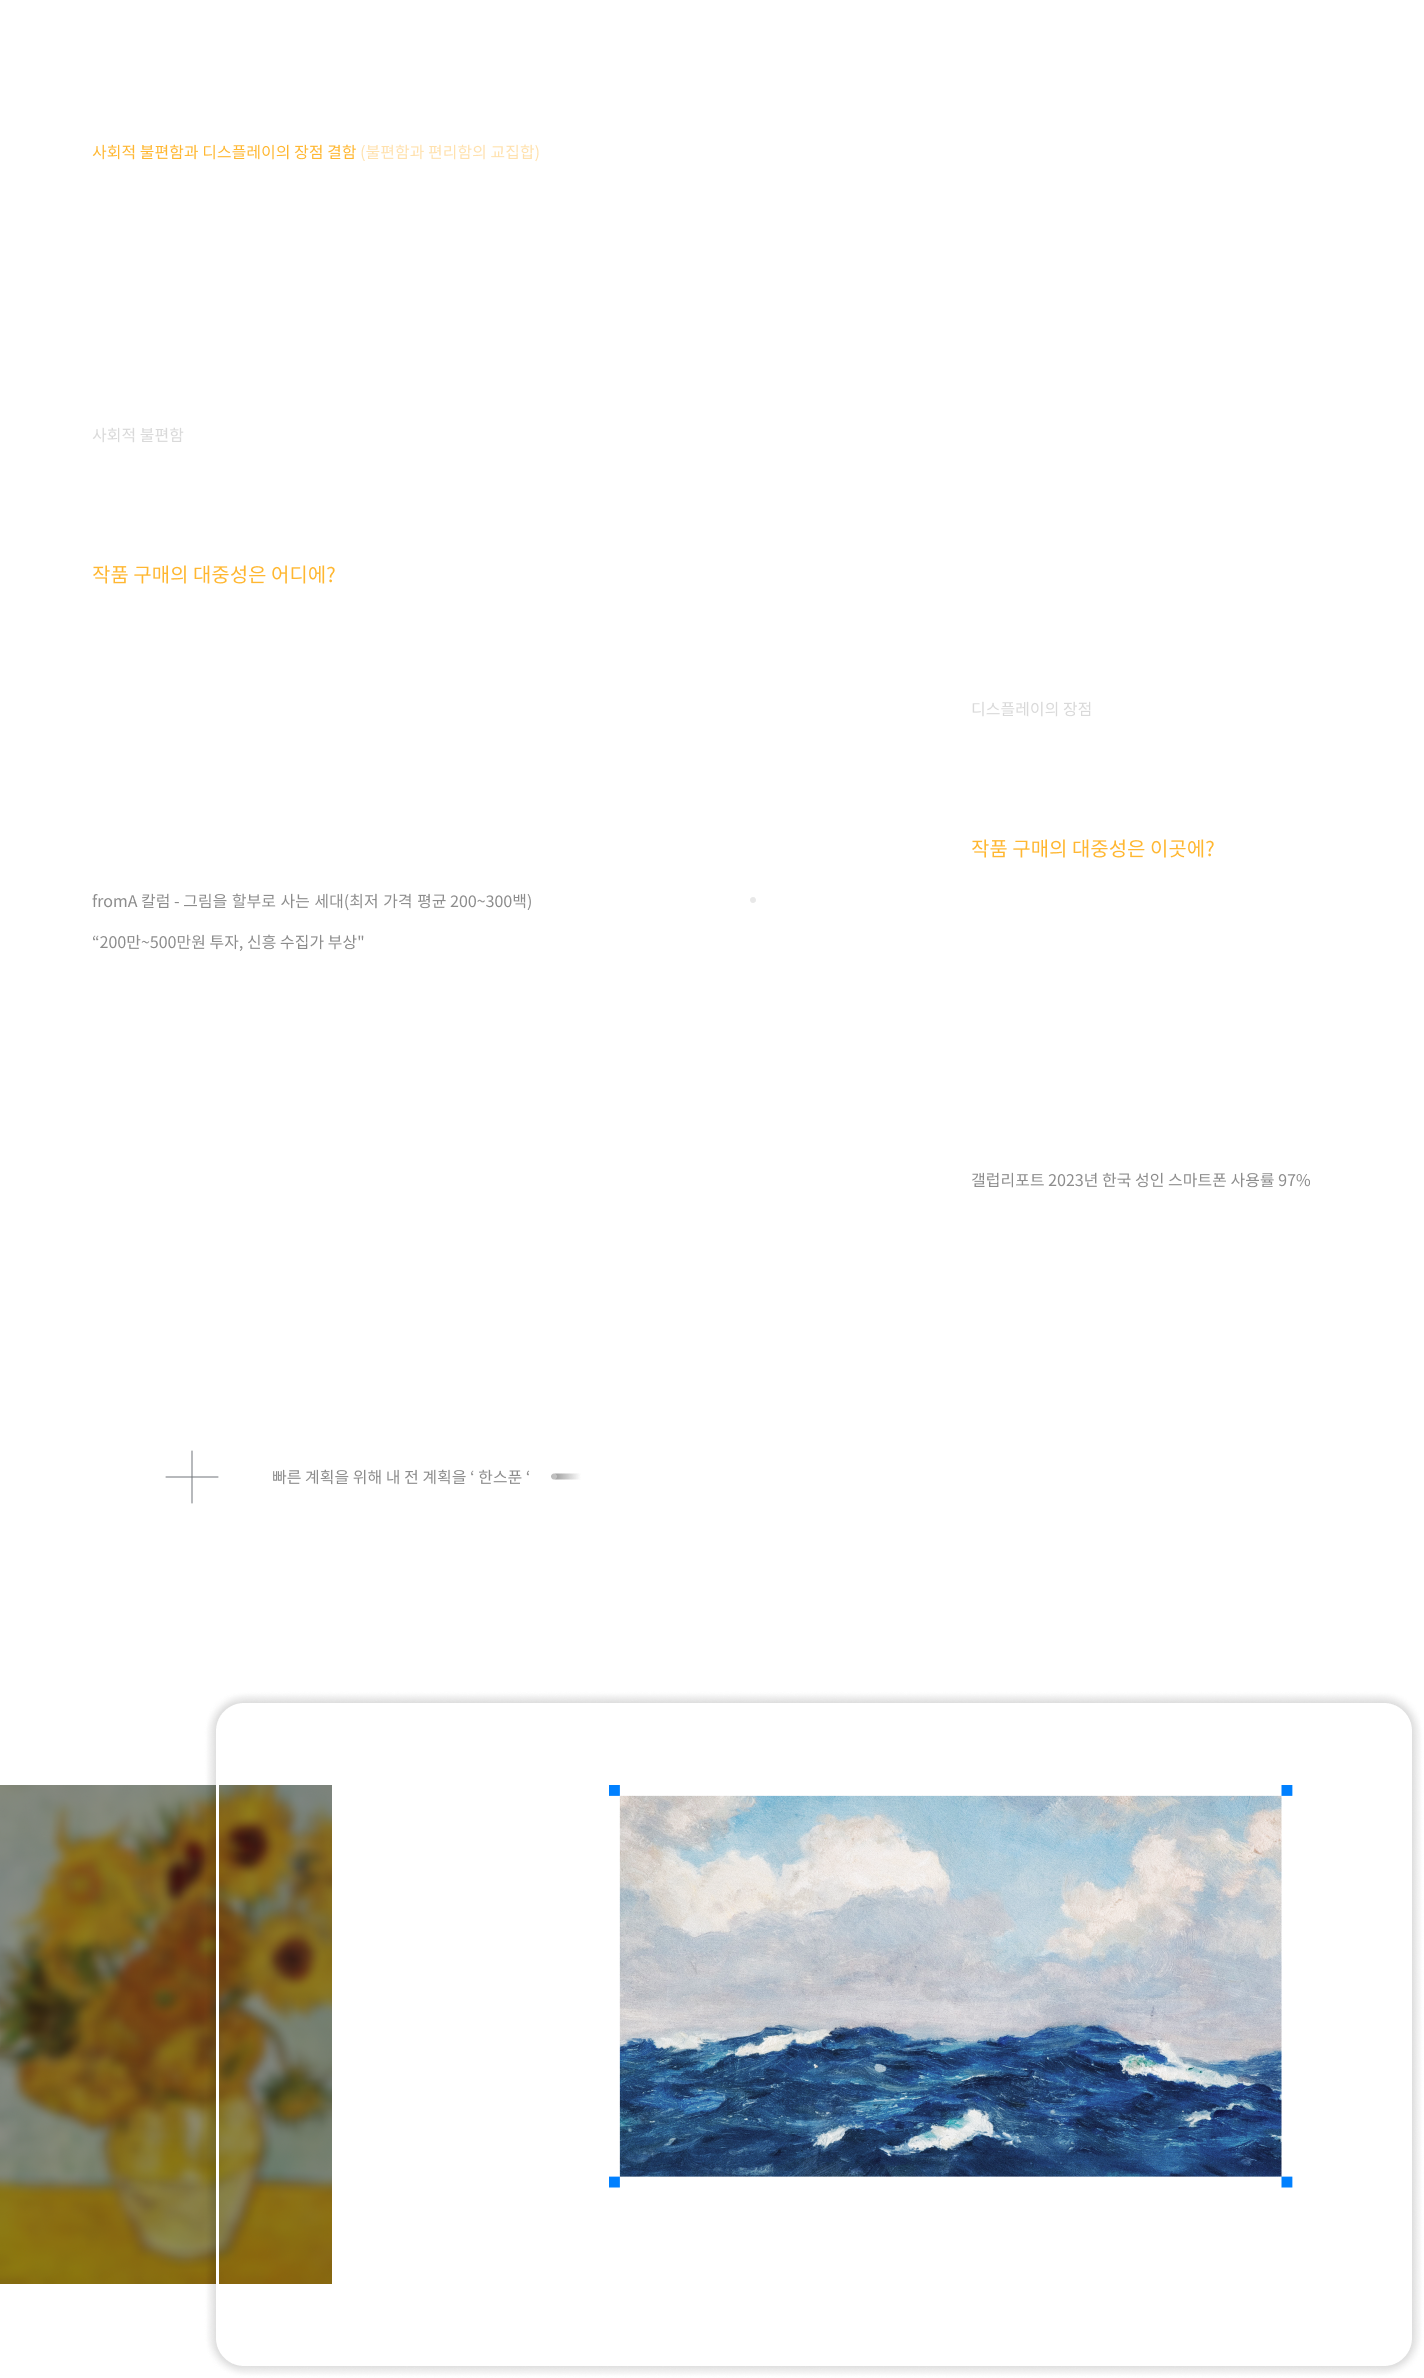 사회적 불편함과 디스플레이의 장점 결함 (불편함과 편리함의 교집합)
사회적 불편함
작품 구매의 대중성은 어디에?
디스플레이의 장점
작품 구매의 대중성은 이곳에?
fromA 칼럼 - 그림을 할부로 사는 세대(최저 가격 평균 200~300백)
“200만~500만원 투자, 신흥 수집가 부상"
갤럽리포트 2023년 한국 성인 스마트폰 사용률 97%
빠른 계획을 위해 내 전 계획을 ‘ 한스푼 ‘